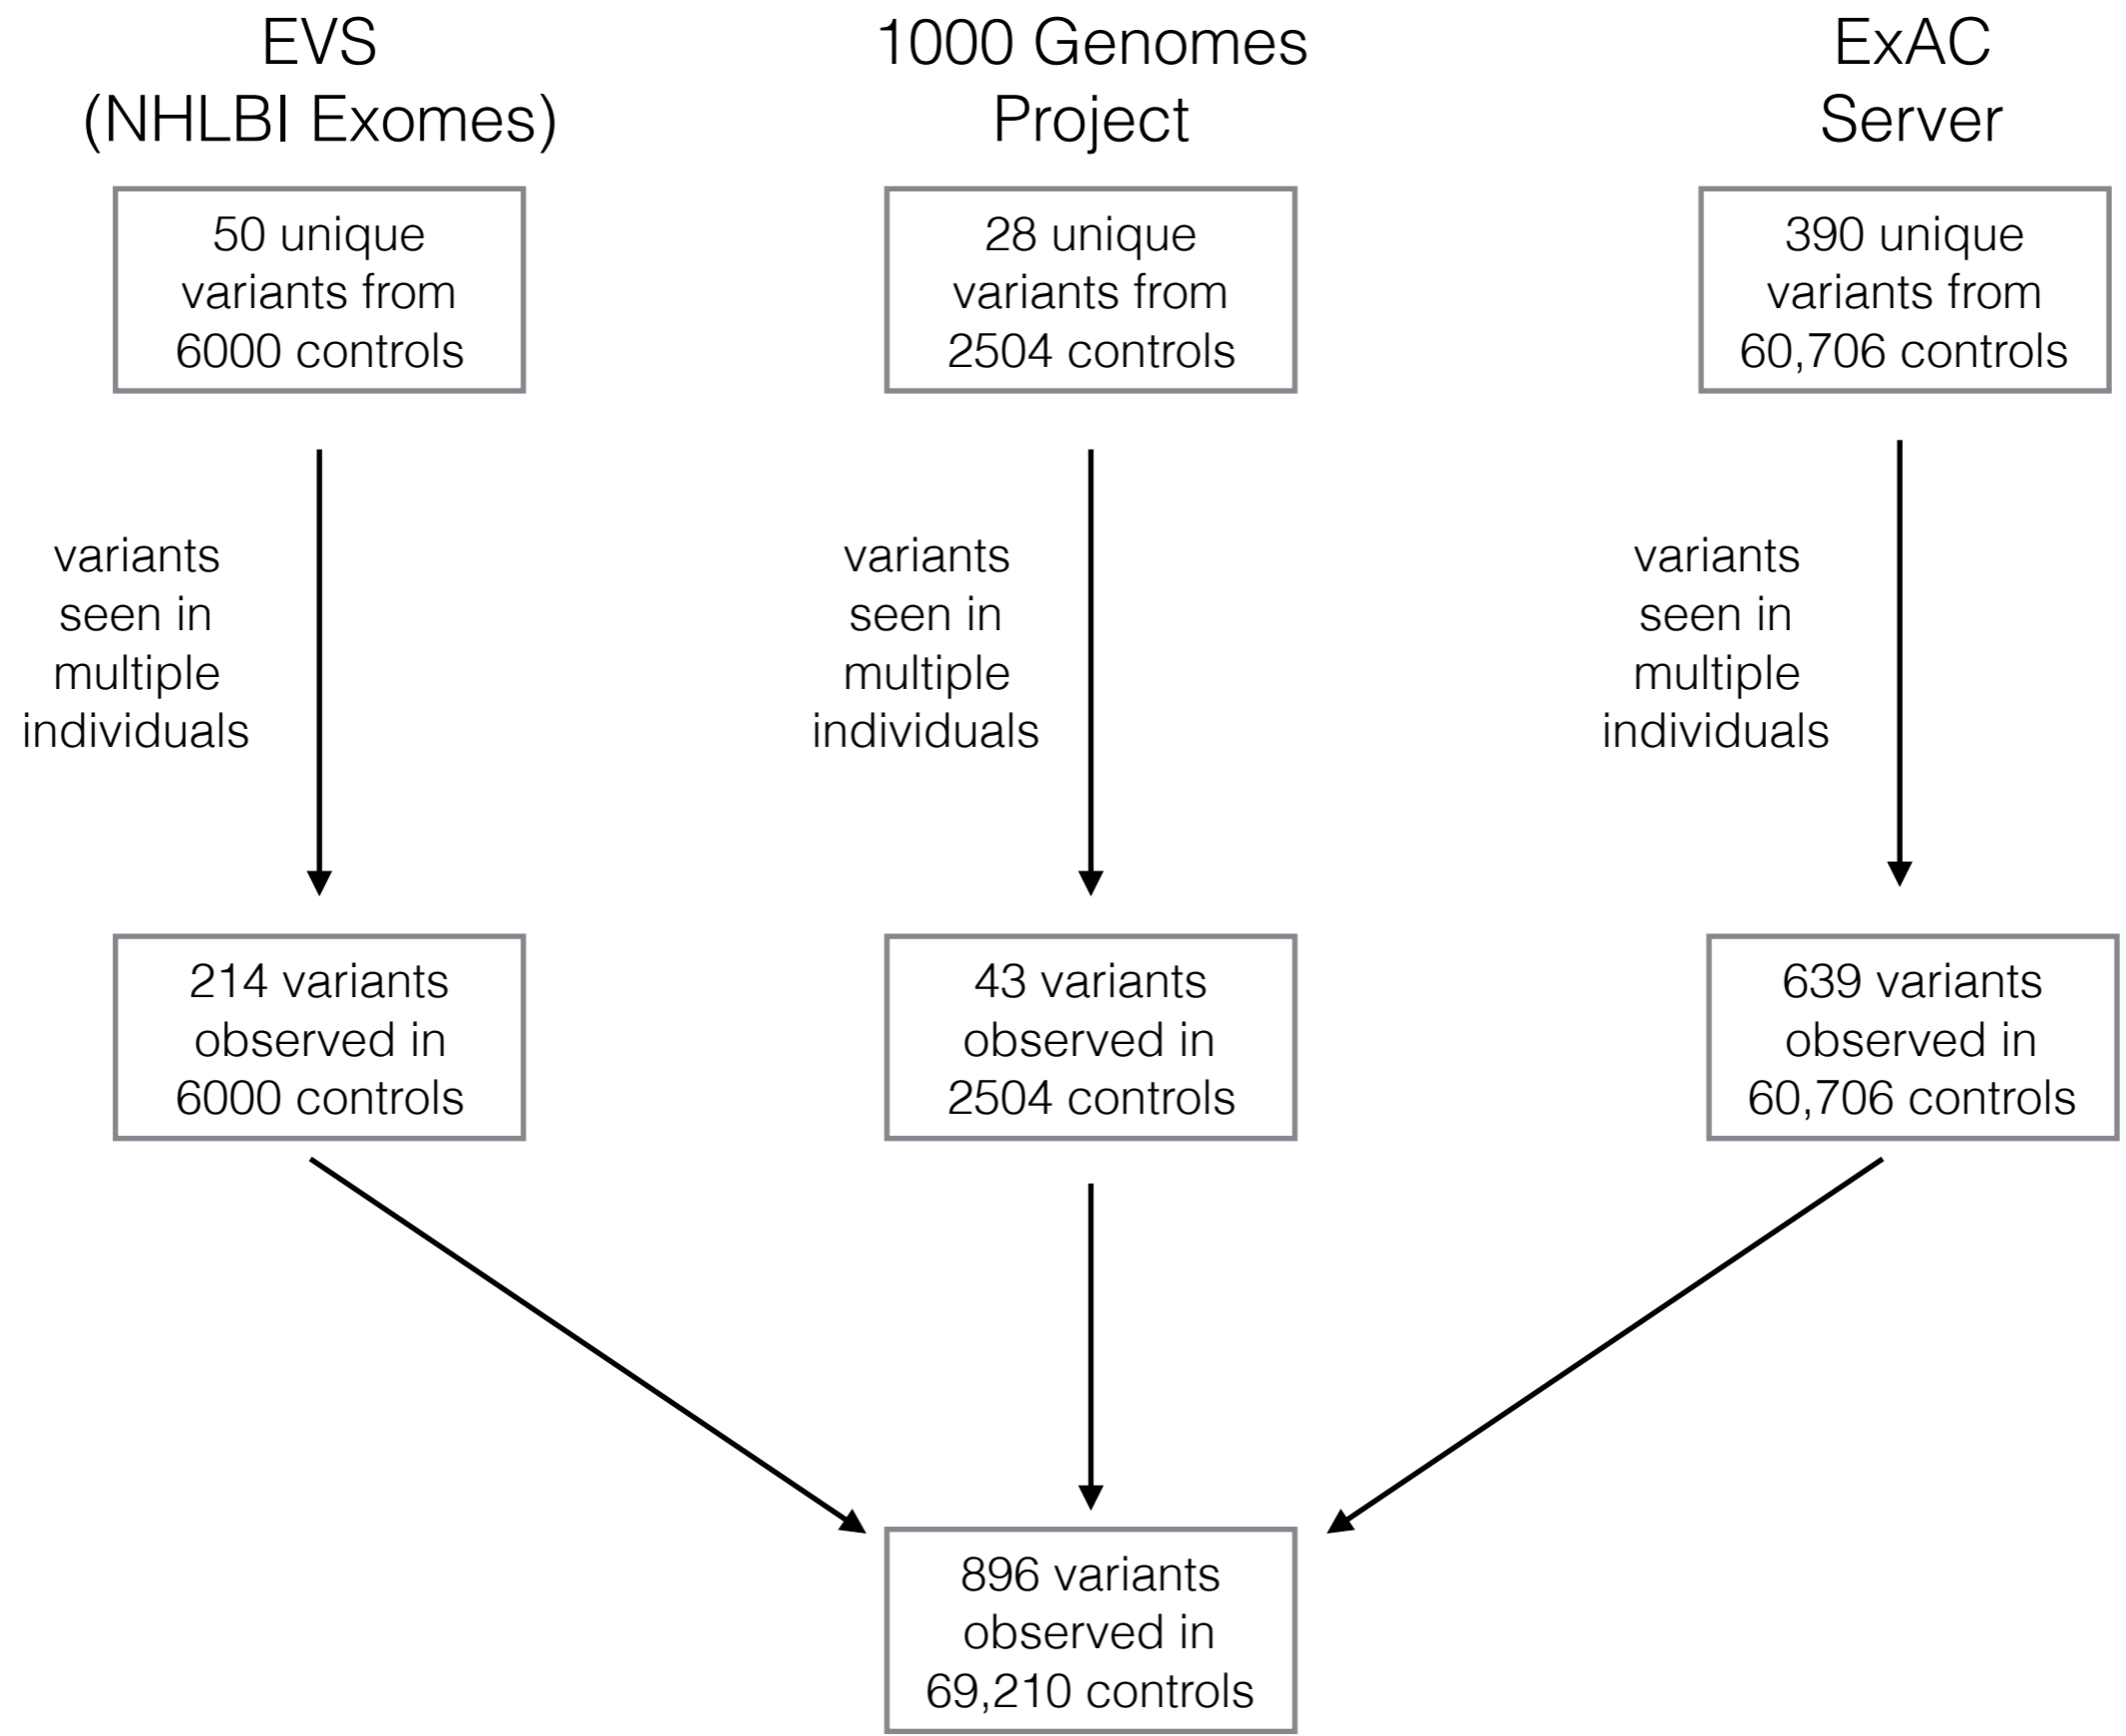 EVS
(NHLBI Exomes)
1000 Genomes
Project
ExAC
Server
50 unique
variants from
6000 controls
28 unique
variants from
2504 controls
390 unique
variants from
60,706 controls
variants
seen in
multiple
individuals
variants
seen in
multiple
individuals
variants
seen in
multiple
individuals
214 variants
observed in
6000 controls
43 variants
observed in
2504 controls
639 variants
observed in
60,706 controls
896 variants
observed in
69,210 controls